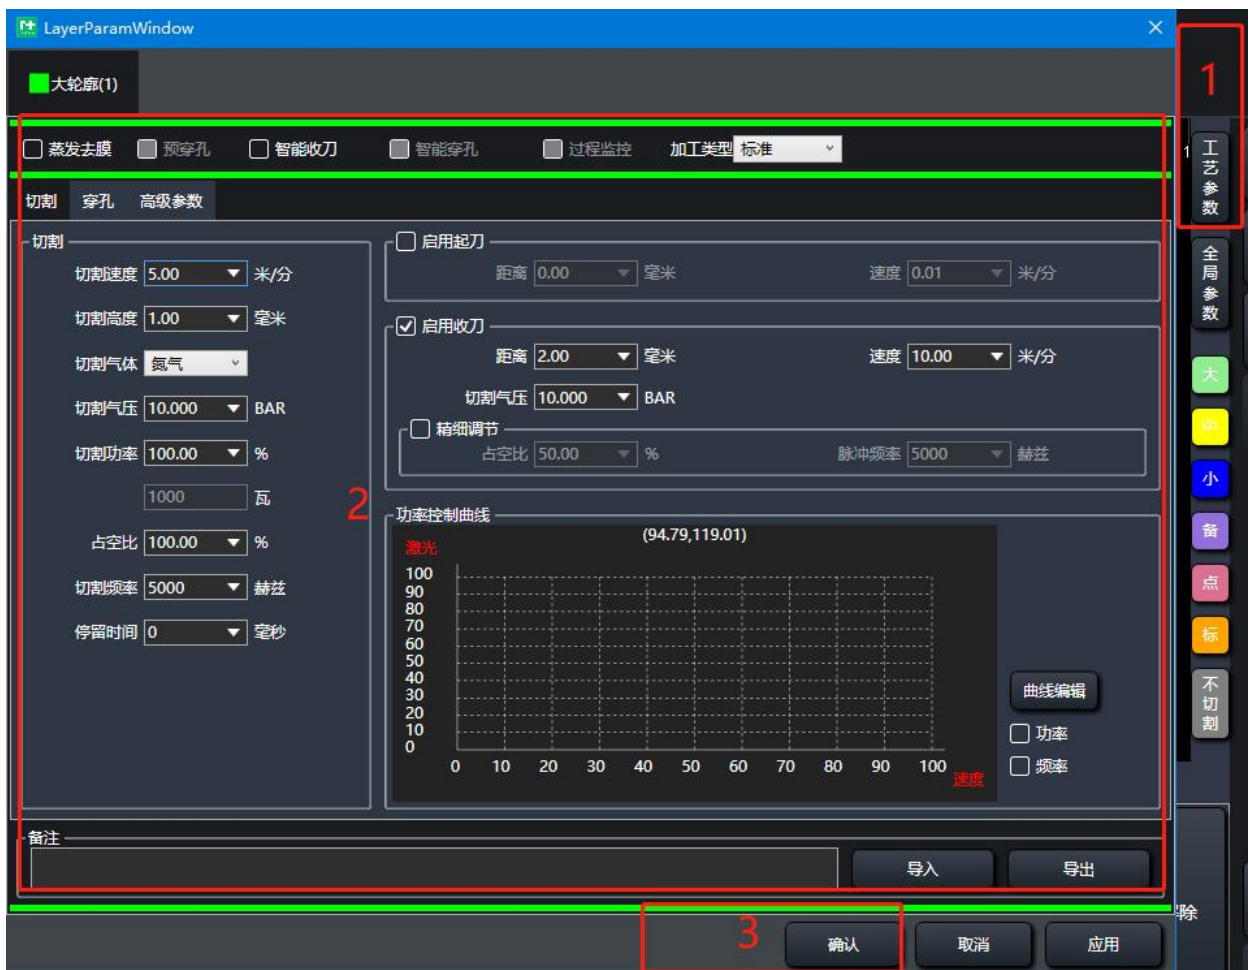 LayerParamWindow
大轮廓(1)
1
蒸发去膜 预穿孔 智能收刀 智能穿孔 过程监控 加工类型 标准
1
工艺参数
切割 穿孔 高级参数
切割
切割速度 5.00 米/分
切割高度 1.00 毫米
切割气体 氮气
切割气压 10.000 BAR
切割功率 100.00 %
1000 瓦
占空比 100.00 %
切割频率 5000 赫兹
停留时间 0 毫秒
2
启用起刀
距离 0.00 毫米 速度 0.01 米/分
启用收刀
距离 2.00 毫米 速度 10.00 米/分
切割气压 10.000 BAR
精细调节
占空比 50.00 % 脉冲频率 5000 赫兹
功率控制曲线
(94.79,119.01)
激光
100
90
80
70
60
50
40
30
20
10
0
0 10 20 30 40 50 60 70 80 90 100
速度
曲线编辑
功率
频率
全局参数
大
中
小
备
点
标
不切割
备注
导入 导出
除
3
确认 取消 应用